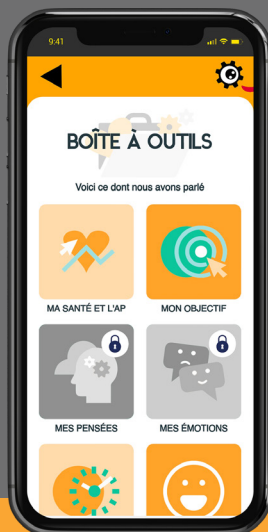 9:41
BOÎTE À OUTILS
Voici ce dont nous avons parlé
MA SANTÉ ET L'AP
MON OBJECTIF
MES PENSÉES
MES ÉMOTIONS